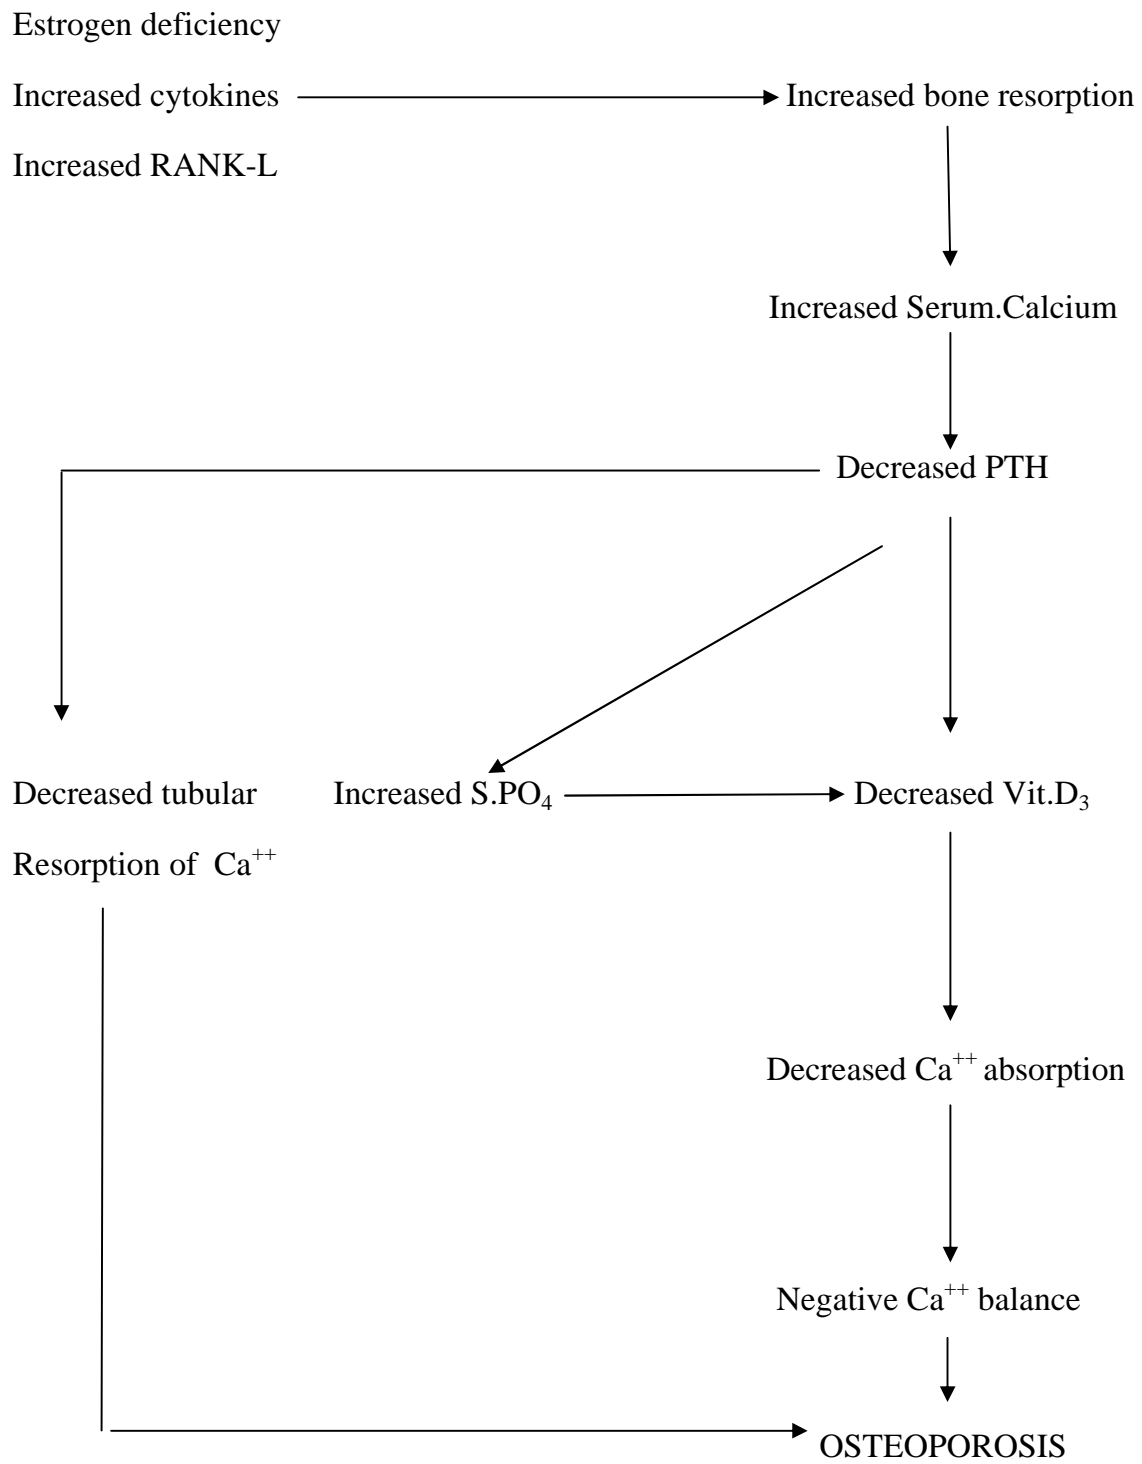 Estrogen deficiency
Increased cytokines
Increased bone resorption
Increased RANK-L
Increased Serum.Calcium
Decreased PTH
Decreased tubular
Resorption of Ca⁺⁺
Increased S.PO₄
Decreased Vit.D₃
Decreased Ca⁺⁺ absorption
Negative Ca⁺⁺ balance
OSTEOPOROSIS